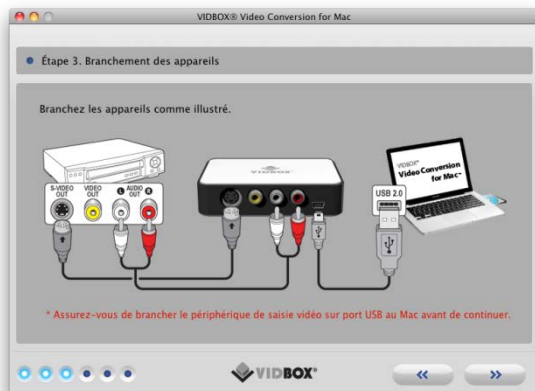 VIDBOX® Video Conversion for Mac
Étape 3. Branchement des appareils
Branchez les appareils comme illustré.
S-VIDEO OUT
VIDEO OUT
L AUDIO OUT R
VIDBOX®
VIDBOX®
Video Conversion
for Mac™
USB 2.0
* Assurez-vous de brancher le périphérique de saisie vidéo sur port USB au Mac avant de continuer.
VIDBOX®